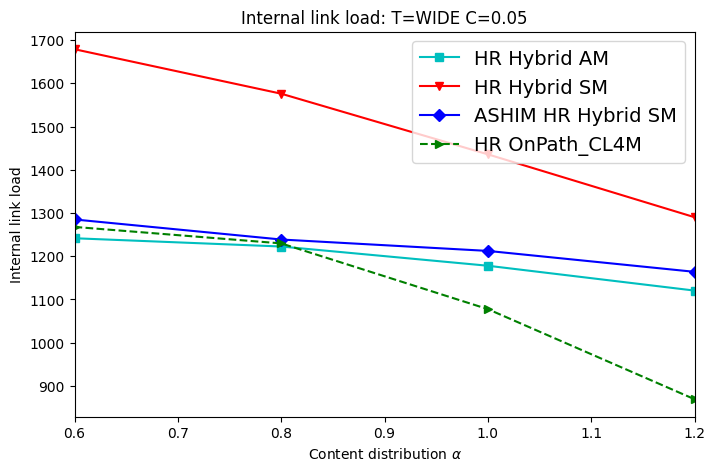 Internal link load: T=WIDE C=0.05
1700
1600
1500
1400
1300
1200
1100
1000
900
Internal link load
HR Hybrid AM
HR Hybrid SM
ASHIM HR Hybrid SM
HR OnPath_CL4M
0.6 0.7 0.8 0.9 1.0 1.1 1.2
Content distribution α